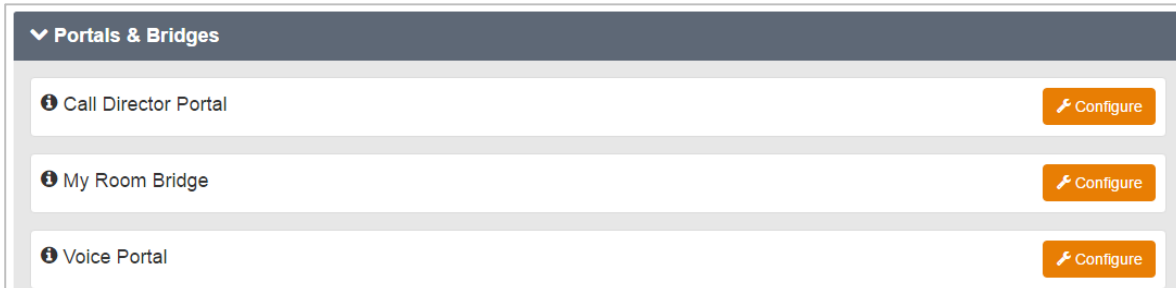 Portals & Bridges
Call Director Portal
Configure
My Room Bridge
Configure
Voice Portal
Configure